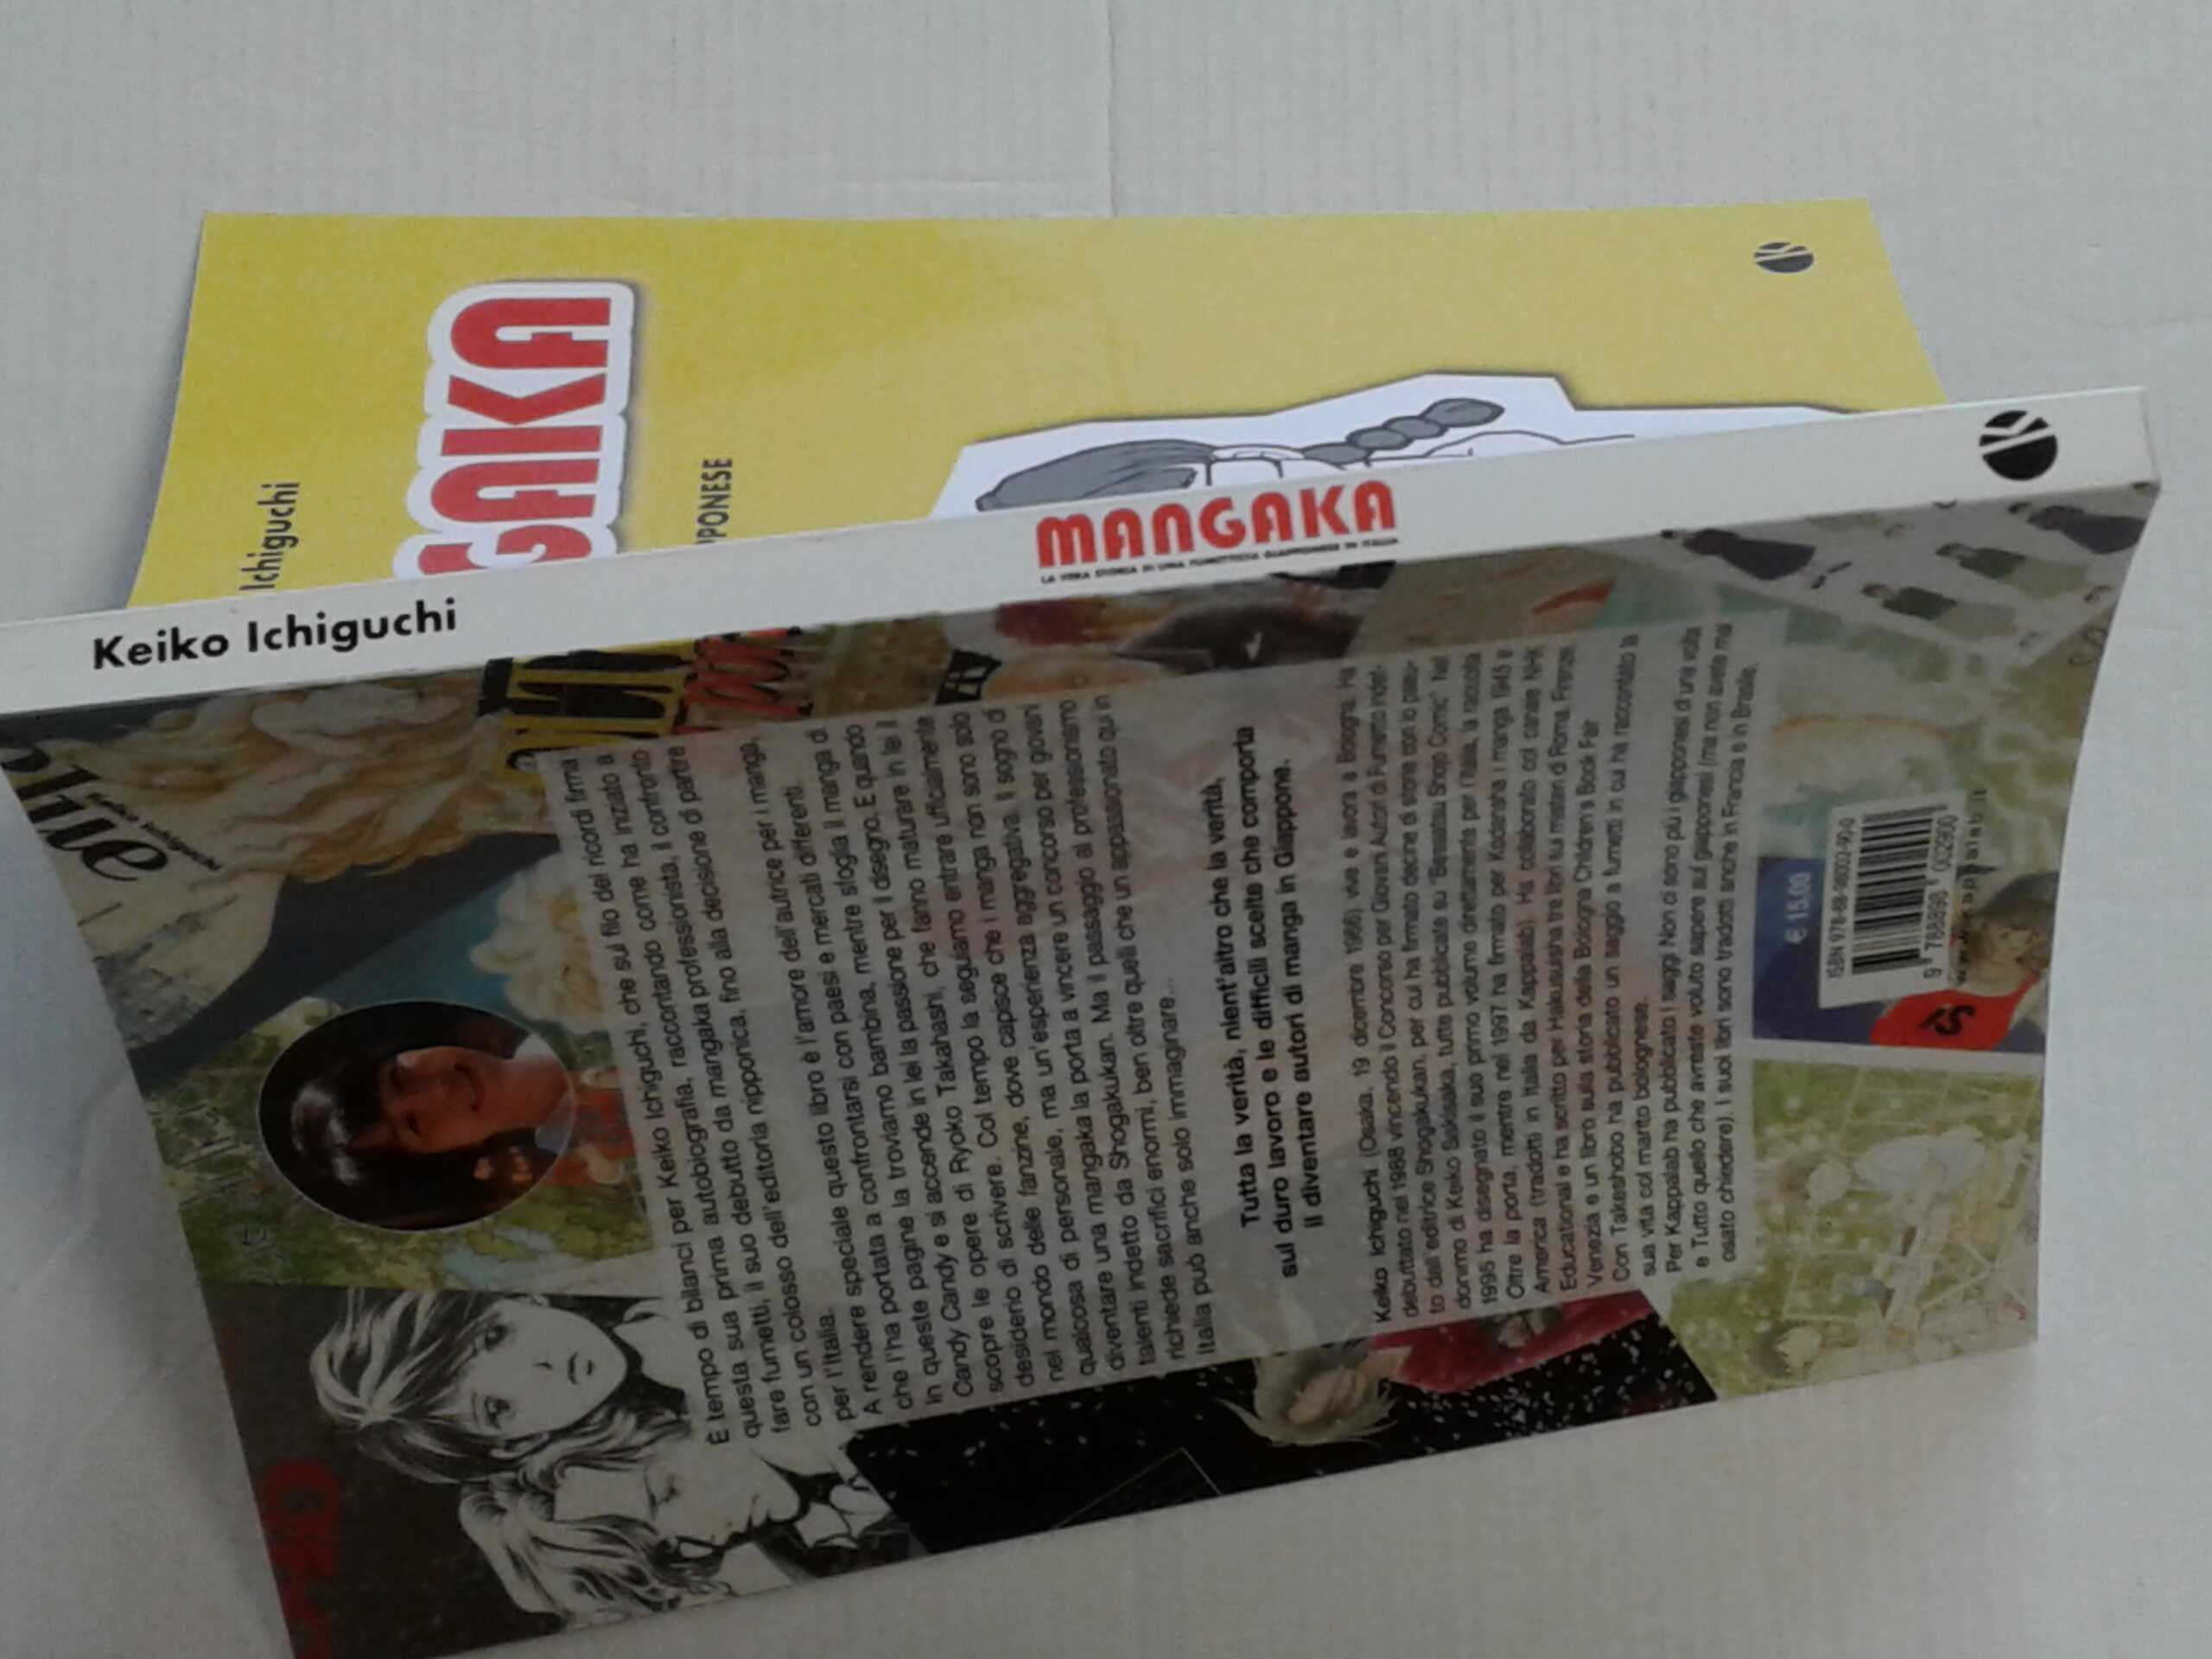 Ichiguchi
GAKA
PPONESE
Keiko Ichiguchi
MANGAKA
LA VERA STORIA DI UNA FUMETTISTA GIAPPONESE IN ITALIA
È tempo di bilanci per Keiko Ichiguchi, che sul filo dei ricordi firma
questa sua prima autobiografia, raccontando come ha iniziato a
fare fumetti, il suo debutto da mangaka professionista, il confronto
con un colosso dell'editoria nipponica, fino alla decisione di partire
per l'Italia.
A rendere speciale questo libro è l'amore dell'autrice per i manga,
che l'ha portata a confrontarsi con paesi e mercati differenti.
in queste pagine la troviamo bambina, mentre sfoglia il manga di
Candy Candy e si accende in lei la passione per il disegno. E quando
scopre le opere di Ryoko Takahashi, che fanno maturare in lei il
desiderio di scrivere. Col tempo la seguiamo entrare ufficialmente
nel mondo delle fanzine, dove capisce che i manga non sono solo
qualcosa di personale, ma un'esperienza aggregativa. Il sogno di
diventare una mangaka la porta a vincere un concorso per giovani
talenti indetto da Shogakukan. Ma il passaggio al professionismo
richiede sacrifici enormi, ben oltre quelli che un appassionato qui in
Italia può anche solo immaginare...
Tutta la verità, nient'altro che la verità,
sul duro lavoro e le difficili scelte che comporta
il diventare autori di manga in Giappone.
Keiko Ichiguchi (Osaka, 19 dicembre 1966) vive e lavora a Bologna. Ha
debuttato nel 1988 vincendo il Concorso per Giovani Autori di Fumetto indet-
to dall'editrice Shogakukan, per cui ha firmato decine di storie con lo pseu-
donimo di Keiko Sakisaka, tutte pubblicate su "Bessatsu Shojo Comic". Nel
1995 ha disegnato il suo primo volume direttamente per l'Italia, la raccolta
Oltre la porta, mentre nel 1997 ha firmato per Kodansha i manga 1945 e
America (tradotti in Italia da Kappalab). Ha collaborato col canale NHK
Educational e ha scritto per Hakusuisha tre libri sui misteri di Roma, Firenze,
Venezia e un libro sulla storia della Bologna Children's Book Fair.
Con Takeshobo ha pubblicato un saggio a fumetti in cui ha raccontato la
sua vita col marito bolognese.
Per Kappalab ha pubblicato i saggi Non ci sono più i giapponesi di una volta
e Tutto quello che avreste voluto sapere sui giapponesi (ma non avete mai
osato chiedere). I suoi libri sono tradotti anche in Francia e in Brasile.
€ 15,00
ISBN 978-88-98002-90-0
9 788898 002900